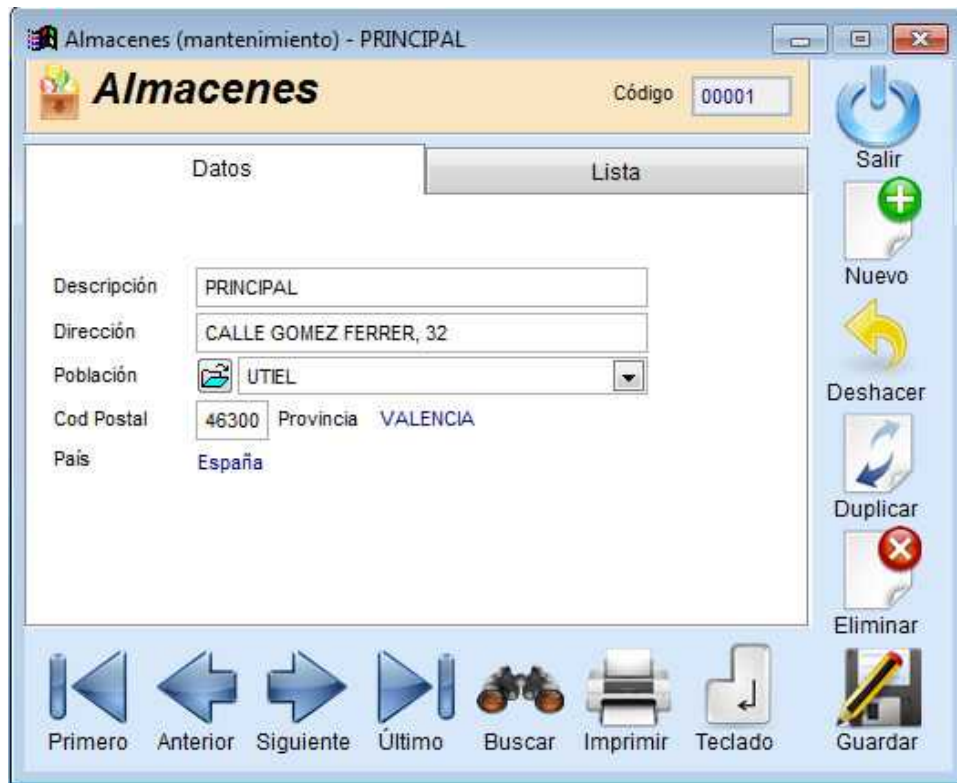 Almacenes (mantenimiento) - PRINCIPAL
Almacenes
Código 00001
Salir
Datos Lista
Nuevo
Descripción PRINCIPAL
Dirección CALLE GOMEZ FERRER, 32
Población UTIEL
Deshacer
Cod Postal 46300 Provincia VALENCIA
País España
Duplicar
Eliminar
Primero Anterior Siguiente Último Buscar Imprimir Teclado Guardar